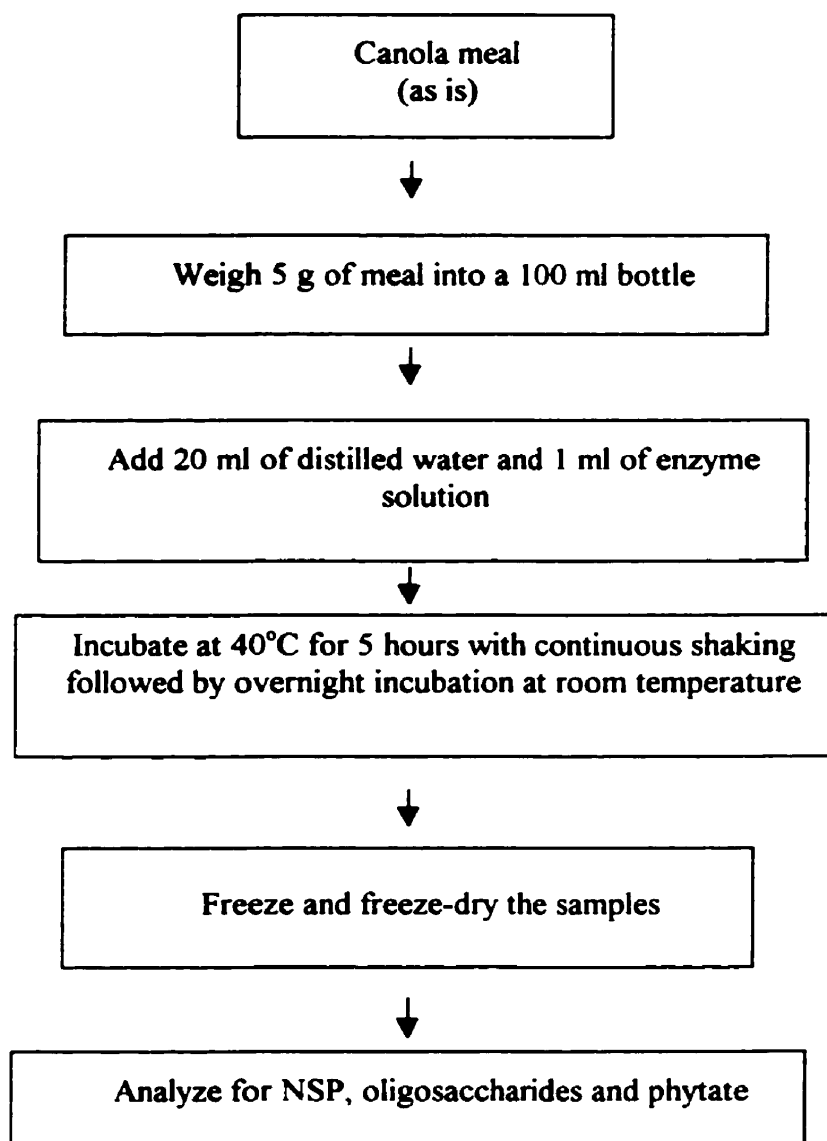 Canola meal
(as is)
Weigh 5 g of meal into a 100 ml bottle
Add 20 ml of distilled water and 1 ml of enzyme
solution
Incubate at 40°C for 5 hours with continuous shaking
followed by overnight incubation at room temperature
Freeze and freeze-dry the samples
Analyze for NSP, oligosaccharides and phytate